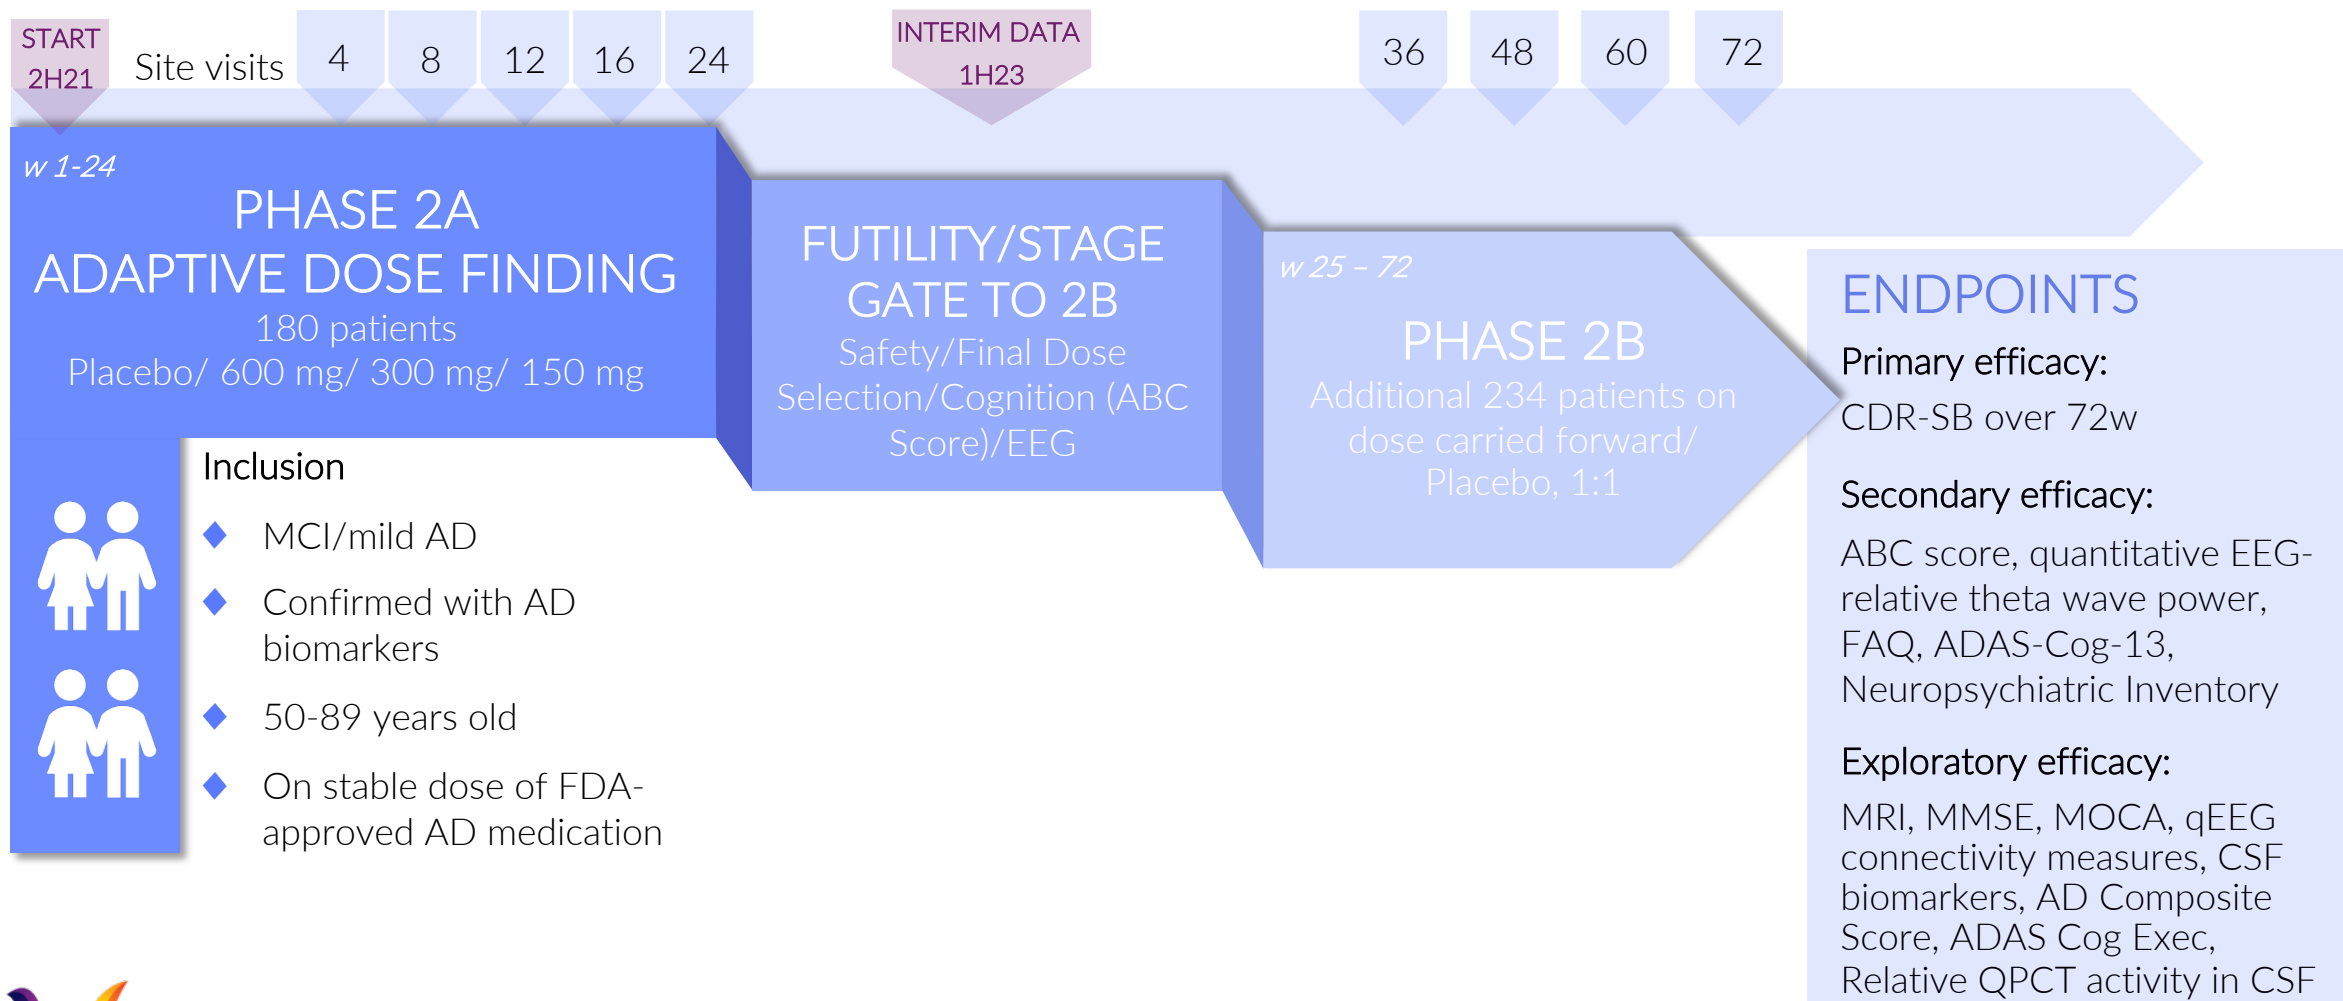 START
2H21
Site visits
4
8
12
16
24
INTERIM DATA
1H23
36
48
60
72
w 1-24
PHASE 2A
ADAPTIVE DOSE FINDING
180 patients
Placebo/ 600 mg/ 300 mg/ 150 mg
FUTILITY/STAGE
GATE TO 2B
Safety/Final Dose
Selection/Cognition (ABC
Score)/EEG
w 25 – 72
PHASE 2B
Additional 234 patients on
dose carried forward/
Placebo, 1:1
Inclusion
MCI/mild AD
Confirmed with AD
biomarkers
50-89 years old
On stable dose of FDA-
approved AD medication
ENDPOINTS
Primary efficacy:
CDR-SB over 72w
Secondary efficacy:
ABC score, quantitative EEG-
relative theta wave power,
FAQ, ADAS-Cog-13,
Neuropsychiatric Inventory
Exploratory efficacy:
MRI, MMSE, MOCA, qEEG
connectivity measures, CSF
biomarkers, AD Composite
Score, ADAS Cog Exec,
Relative QPCT activity in CSF